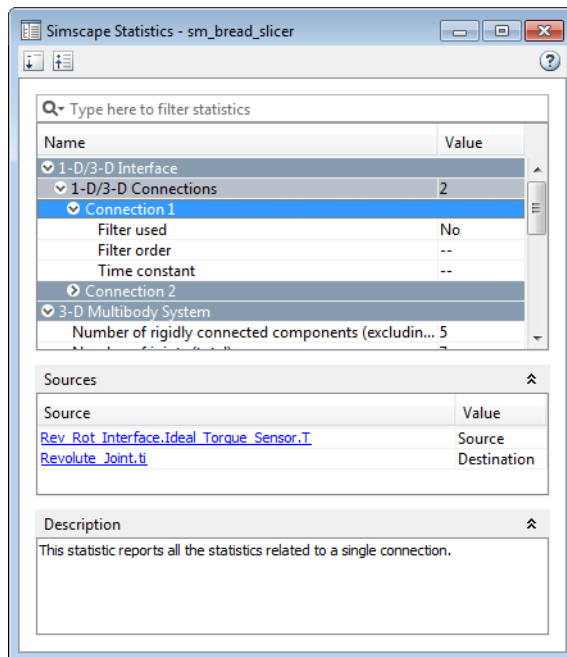 Simscape Statistics - sm_bread_slicer
Type here to filter statistics
Name Value
1-D/3-D Interface
1-D/3-D Connections 2
Connection 1
Filter used No
Filter order --
Time constant --
Connection 2
3-D Multibody System
Number of rigidly connected components (excludin... 5
Sources
Source Value
Rev_Rot_Interface.Ideal_Torque_Sensor.T Source
Revolute_Joint.ti Destination
Description
This statistic reports all the statistics related to a single connection.